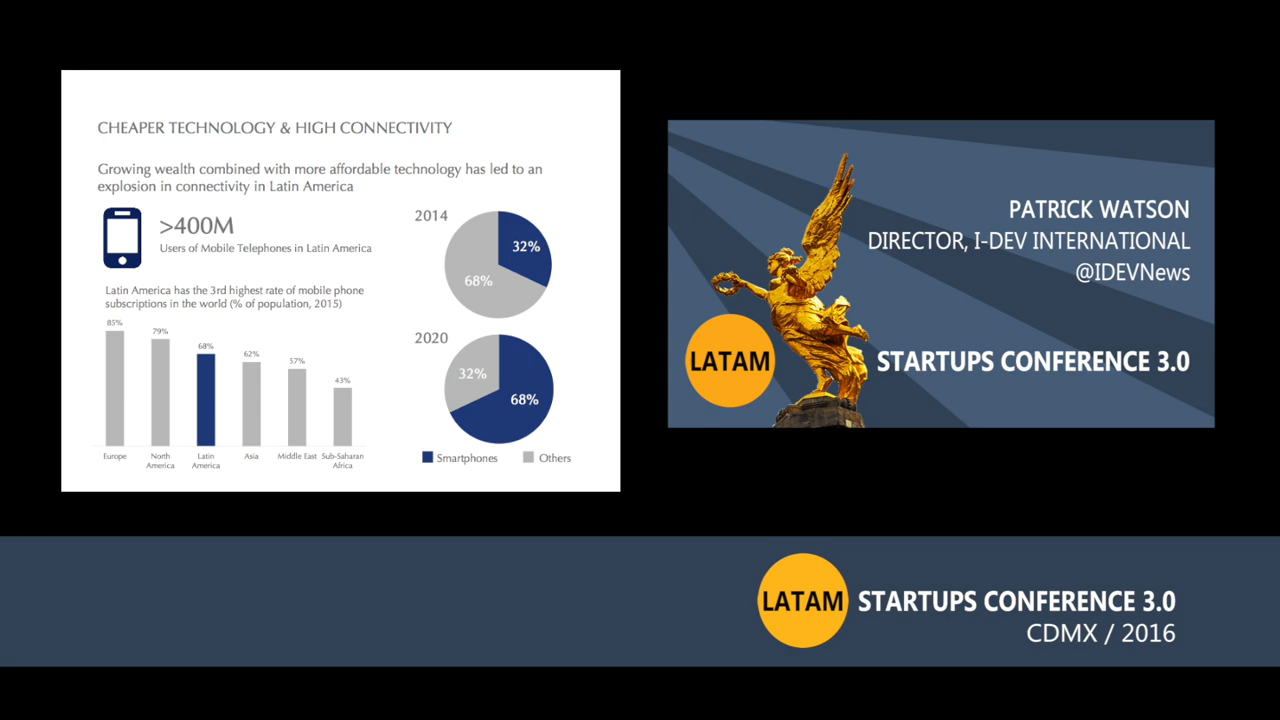 CHEAPER TECHNOLOGY & HIGH CONNECTIVITY
Growing wealth combined with more affordable technology has led to an
explosion in connectivity in Latin America
>400M
Users of Mobile Telephones in Latin America
Latin America has the 3rd highest rate of mobile phone
subscriptions in the world (% of population, 2015)
85%
79%
68%
62%
57%
43%
Europe
North
America
Latin
America
Asia
Middle East
Sub-Saharan
Africa
2014
32%
68%
2020
32%
68%
Smartphones
Others
PATRICK WATSON
DIRECTOR, I-DEV INTERNATIONAL
@IDEVNews
LATAM STARTUPS CONFERENCE 3.0
LATAM STARTUPS CONFERENCE 3.0
CDMX / 2016